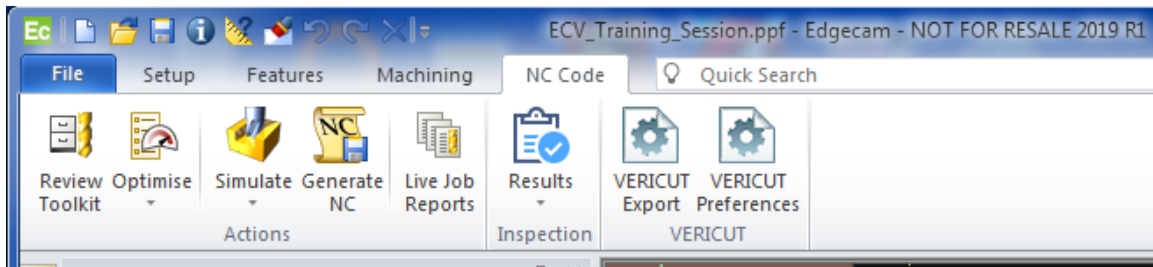 Ec ECV_Training_Session.ppf - Edgecam - NOT FOR RESALE 2019 R1
File Setup Features Machining NC Code Quick Search
NC
Review Toolkit
Optimise
Simulate
Generate NC
Live Job Reports
Results
VERICUT Export
VERICUT Preferences
Actions Inspection VERICUT